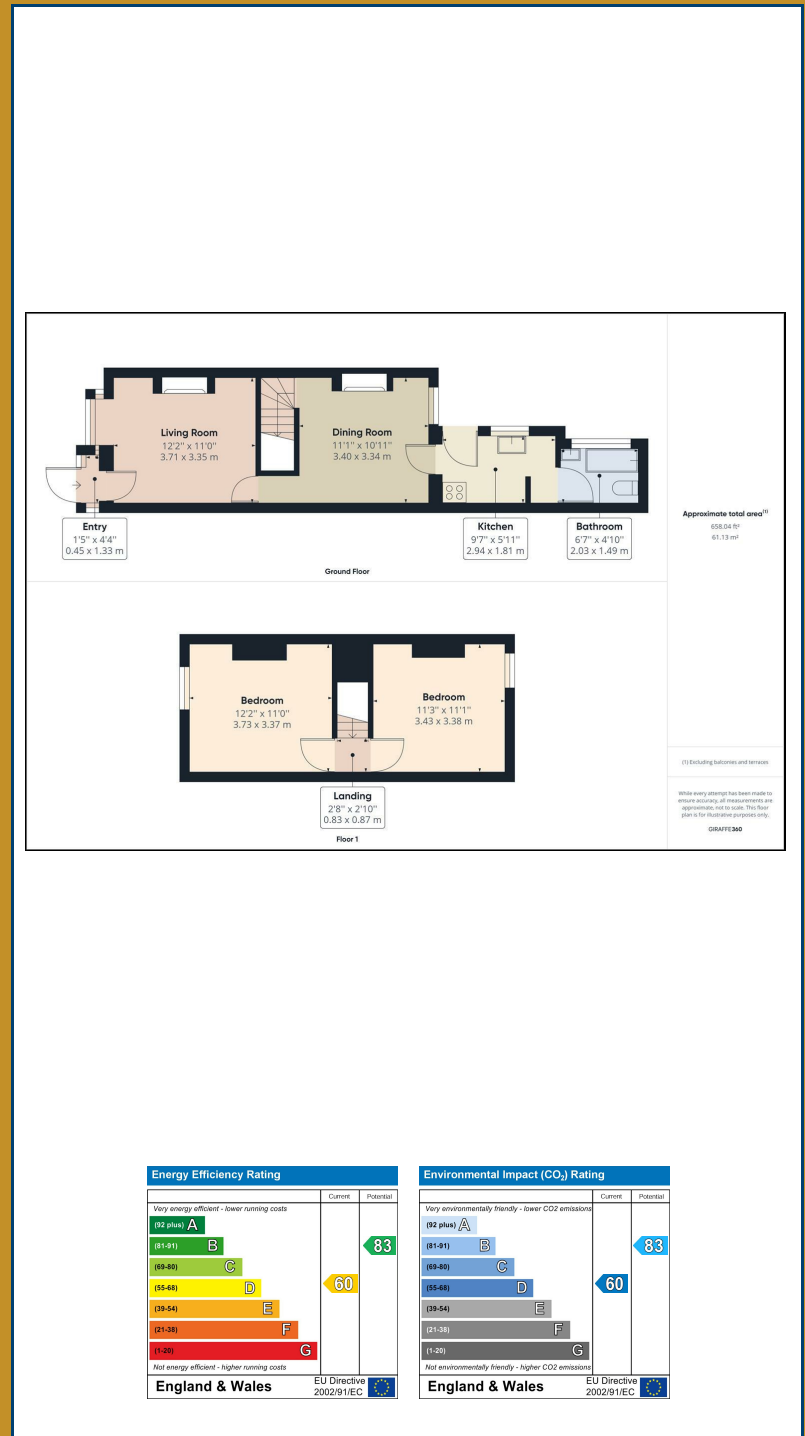 Living Room
12'2" x 11'0"
3.71 x 3.35 m
Dining Room
11'1" x 10'11"
3.40 x 3.34 m
Entry
1'5" x 4'4"
0.45 x 1.33 m
Kitchen
9'7" x 5'11"
2.94 x 1.81 m
Bathroom
6'7" x 4'10"
2.03 x 1.49 m
Ground Floor
Approximate total area(1)
658.04 ft²
61.13 m²
Bedroom
12'2" x 11'0"
3.73 x 3.37 m
Bedroom
11'3" x 11'1"
3.43 x 3.38 m
Landing
2'8" x 2'10"
0.83 x 0.87 m
Floor 1
(1) Excluding balconies and terraces
While every attempt has been made to
ensure accuracy, all measurements are
approximate, not to scale. This floor
plan is for illustrative purposes only.
GIRAFFE360
Energy Efficiency Rating
Current Potential
Very energy efficient - lower running costs
(92 plus) A
(81-91) B
83
(69-80) C
(55-68) D
60
(39-54) E
(21-38) F
(1-20) G
Not energy efficient - higher running costs
England & Wales
EU Directive
2002/91/EC
Environmental Impact (CO₂) Rating
Current Potential
Very environmentally friendly - lower CO2 emissions
(92 plus) A
(81-91) B
83
(69-80) C
(55-68) D
60
(39-54) E
(21-38) F
(1-20) G
Not environmentally friendly - higher CO2 emissions
England & Wales
EU Directive
2002/91/EC